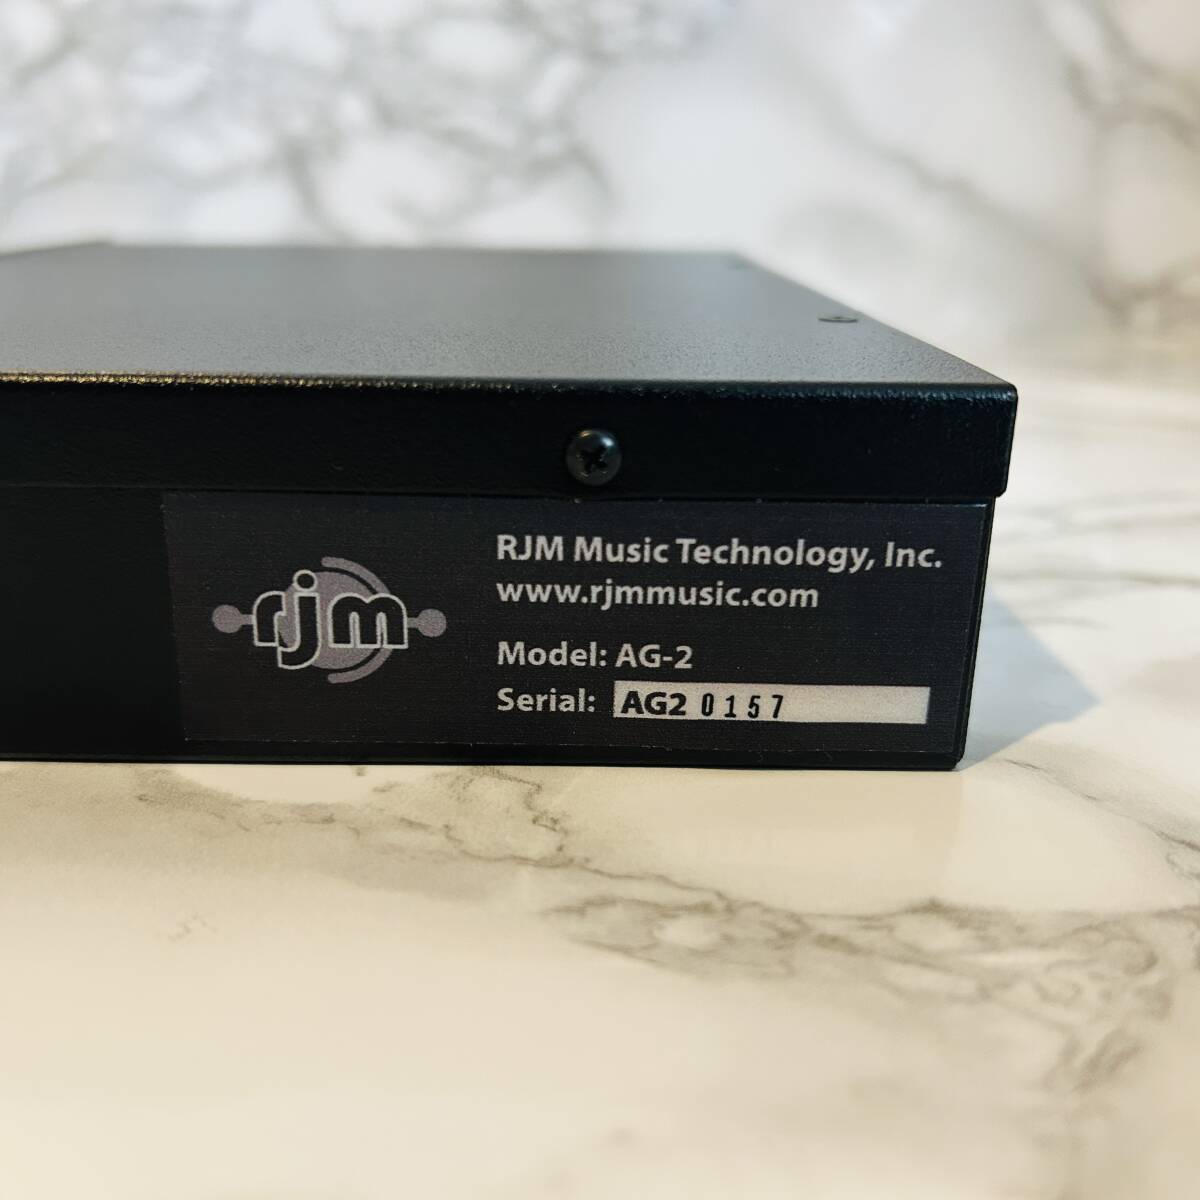 rjm
RJM Music Technology, Inc.
www.rjmmusic.com
Model: AG-2
Serial: AG2 0157